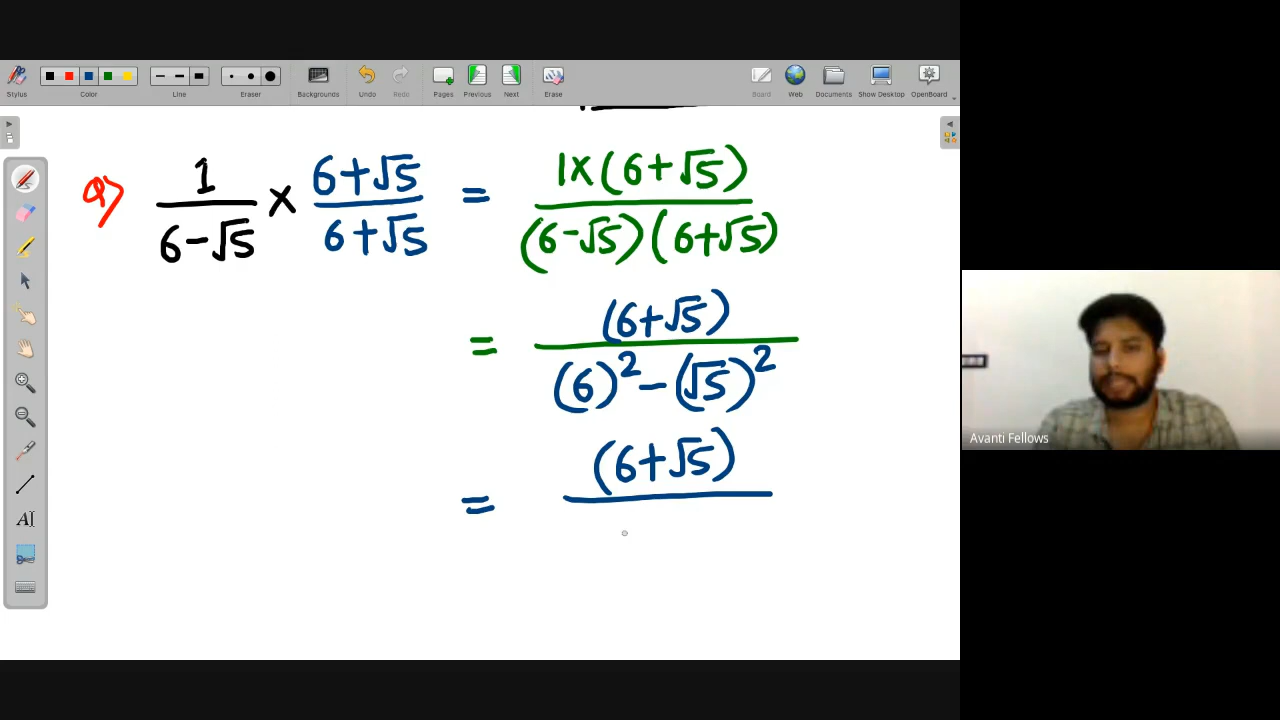 Stylus Color Line Eraser Backgrounds Undo Redo Pages Previous Next Erase Board Web Documents Show Desktop OpenBoard
Q) 1/(6-√5) × (6+√5)/(6+√5) = 1×(6+√5)/((6-√5)(6+√5))
= (6+√5)/((6)²-(√5)²)
= (6+√5)
Avanti Fellows
AI